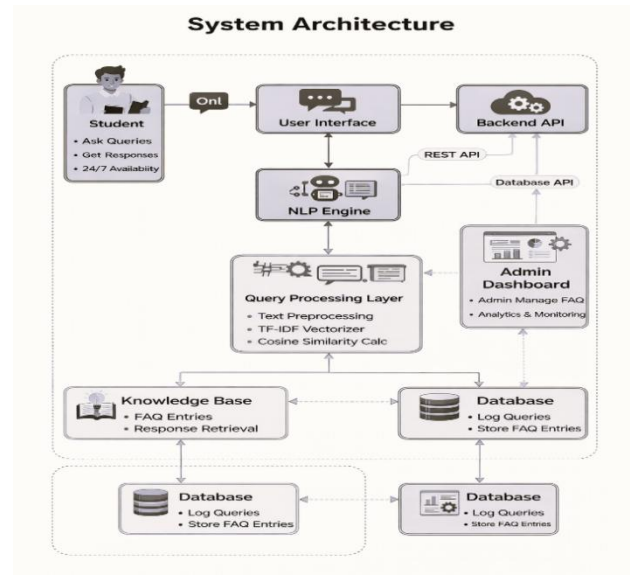 System Architecture
Onl
Student
• Ask Queries
• Get Responses
• 24/7 Availability
User Interface
Backend API
REST API
Database API
NLP Engine
Query Processing Layer
• Text Preprocessing
• TF-IDF Vectorizer
• Cosine Similarity Calc
Admin
Dashboard
• Admin Manage FAQ
• Analytics & Monitoring
Knowledge Base
• FAQ Entries
• Response Retrieval
Database
• Log Queries
• Store FAQ Entries
Database
• Log Queries
• Store FAQ Entries
Database
• Log Queries
• Store FAQ Entries